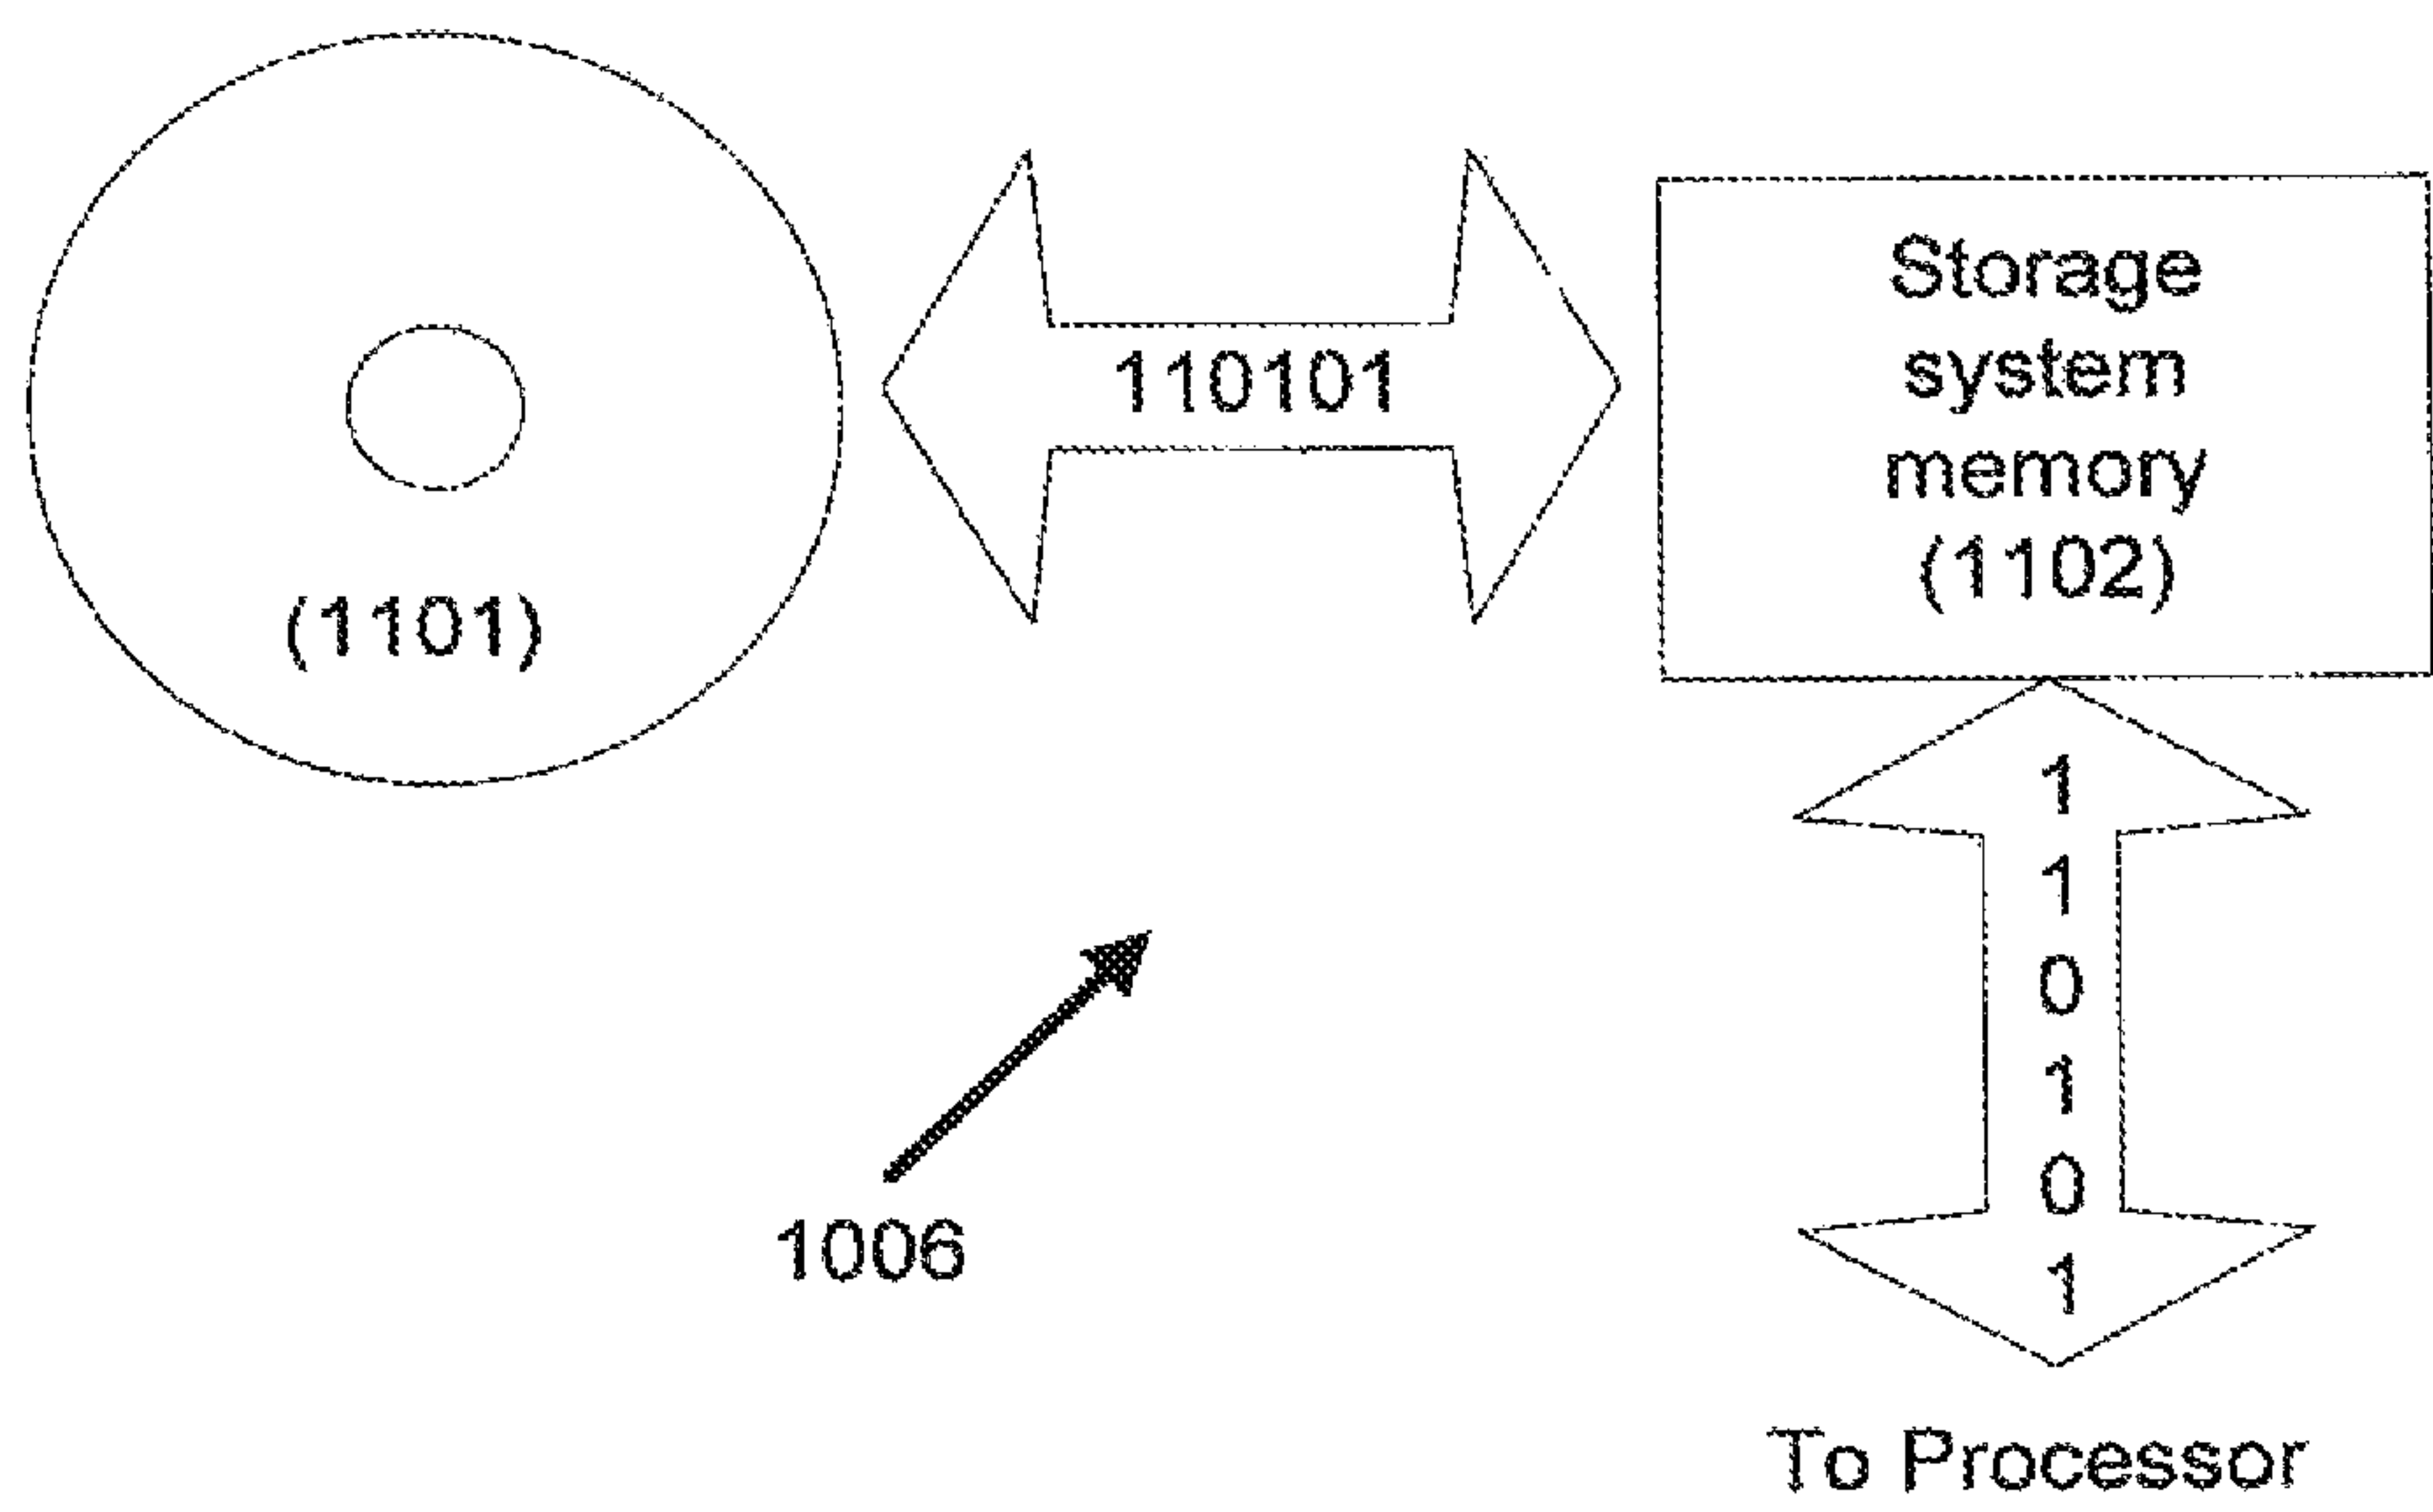 110101
Storage
system
memory
(1102)
(1101)
1
1
0
1
0
1
1006
To Processor